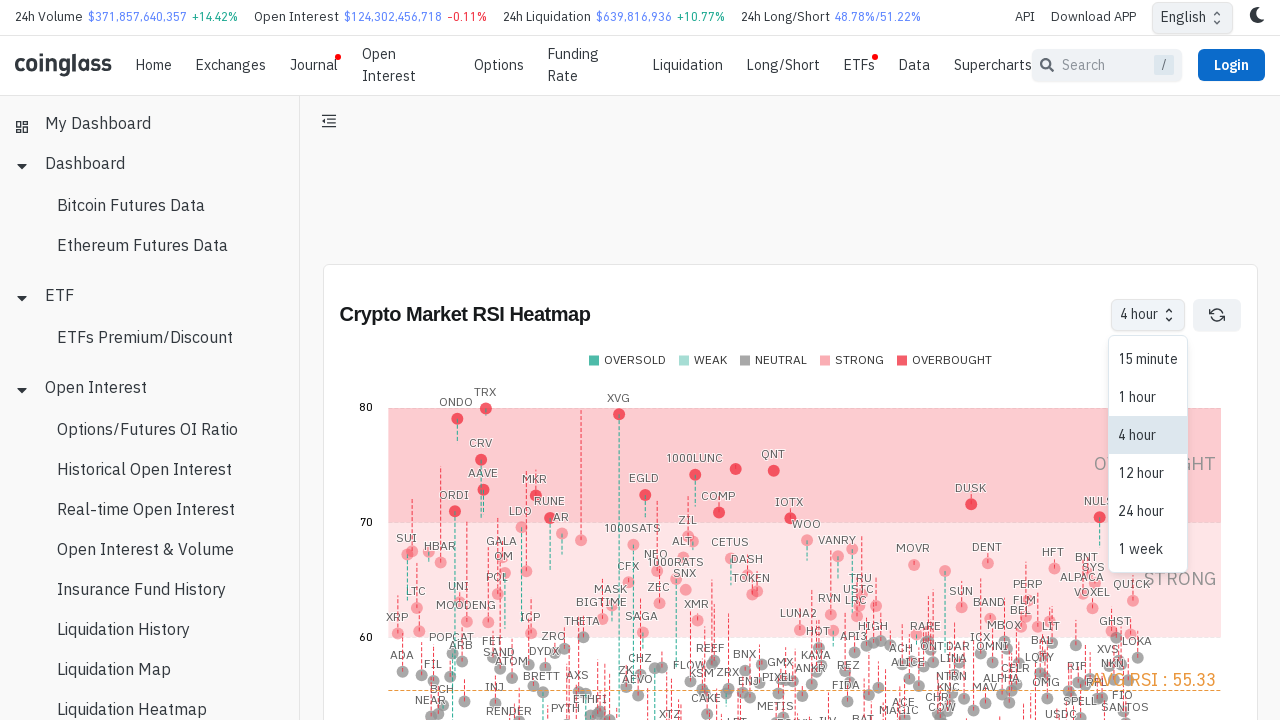 24h Volume $371,857,640,357 +14.42% Open Interest $124,302,456,718 -0.11% 24h Liquidation $639,816,936 +10.77% 24h Long/Short 48.78%/51.22% API Download APP English
coinglass Home Exchanges Journal Open Interest Options Funding Rate Liquidation Long/Short ETFs Data Supercharts Search / Login
My Dashboard
Dashboard
Bitcoin Futures Data
Ethereum Futures Data
ETF
ETFs Premium/Discount
Open Interest
Options/Futures OI Ratio
Historical Open Interest
Real-time Open Interest
Open Interest & Volume
Insurance Fund History
Liquidation History
Liquidation Map
Liquidation Heatmap
Crypto Market RSI Heatmap
4 hour
15 minute
1 hour
4 hour
12 hour
24 hour
1 week
OVERSOLD WEAK NEUTRAL STRONG OVERBOUGHT
80
70
60
TRX
ONDO
XVG
CRV
AAVE
1000LUNC
QNT
MKR
EGLD
ORDI
RUNE
COMP
IOTX
DUSK
LDO
ZIL
WOO
1000SATS
SUI
HBAR
GALA
OM
ALT
CETUS
VANRY
MOVR
DENT
HFT
BNT
SYS
CFX
1000RATS
SNX
DASH
TOKEN
LTC
UNI
POL
MASK
ZEC
TRU
USTC
LRC
SUN
PERP
ALPACA
QUICK
VOXEL
STRONG
XRP
MOODENG
ICP
BIGTIME
THETA
SAGA
XMR
LUNA2
RVN
BAND
FLM
BEL
MBOX
LIT
GHST
POPCAT
ARB
FET
SAND
ZRO
DYDX
HOT
API3
HIGH
RARE
ICX
OMNI
BAL
LOKA
ADA
FIL
ATOM
CHZ
REEF
BNX
KAVA
ACH
ONT
DAR
LINA
LOTY
XVS
NEAR
BCH
INJ
BRETT
AXS
ZK
AEVO
FLOW
KSM
ZRX
ENJ
GMX
PIXEL
ANKR
REZ
ALICE
NTRN
KNC
CELR
ALPHA
OMG
RIF
NKN
AVG RSI : 55.33
RENDER
PYTH
ETHFI
CAKE
METIS
FIDA
ACE
MAGIC
CHR
COW
MAV
SPELL
FIO
SANTOS
XTZ
BAT
USDC